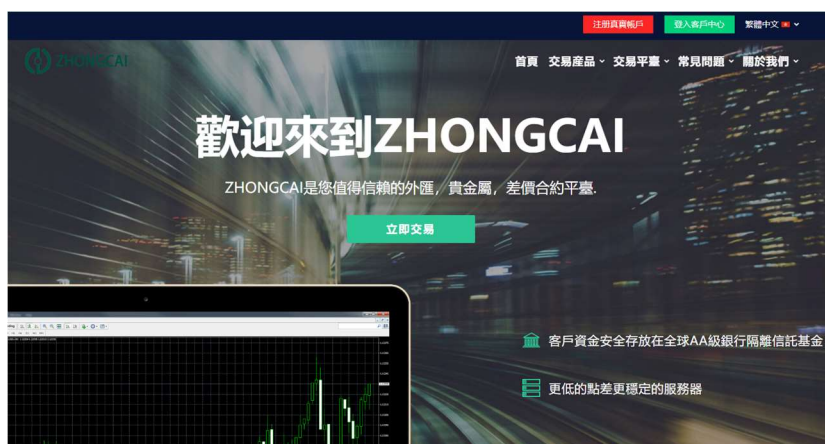 注册真實帳戶
登入客戶中心
繁體中文
ZHONGCAI
首頁 交易産品 交易平臺 常見問題 關於我們
歡迎來到ZHONGCAI
ZHONGCAI是您值得信賴的外匯，貴金屬，差價合約平臺.
立即交易
客戶資金安全存放在全球AA級銀行隔離信託基金
更低的點差更穩定的服務器